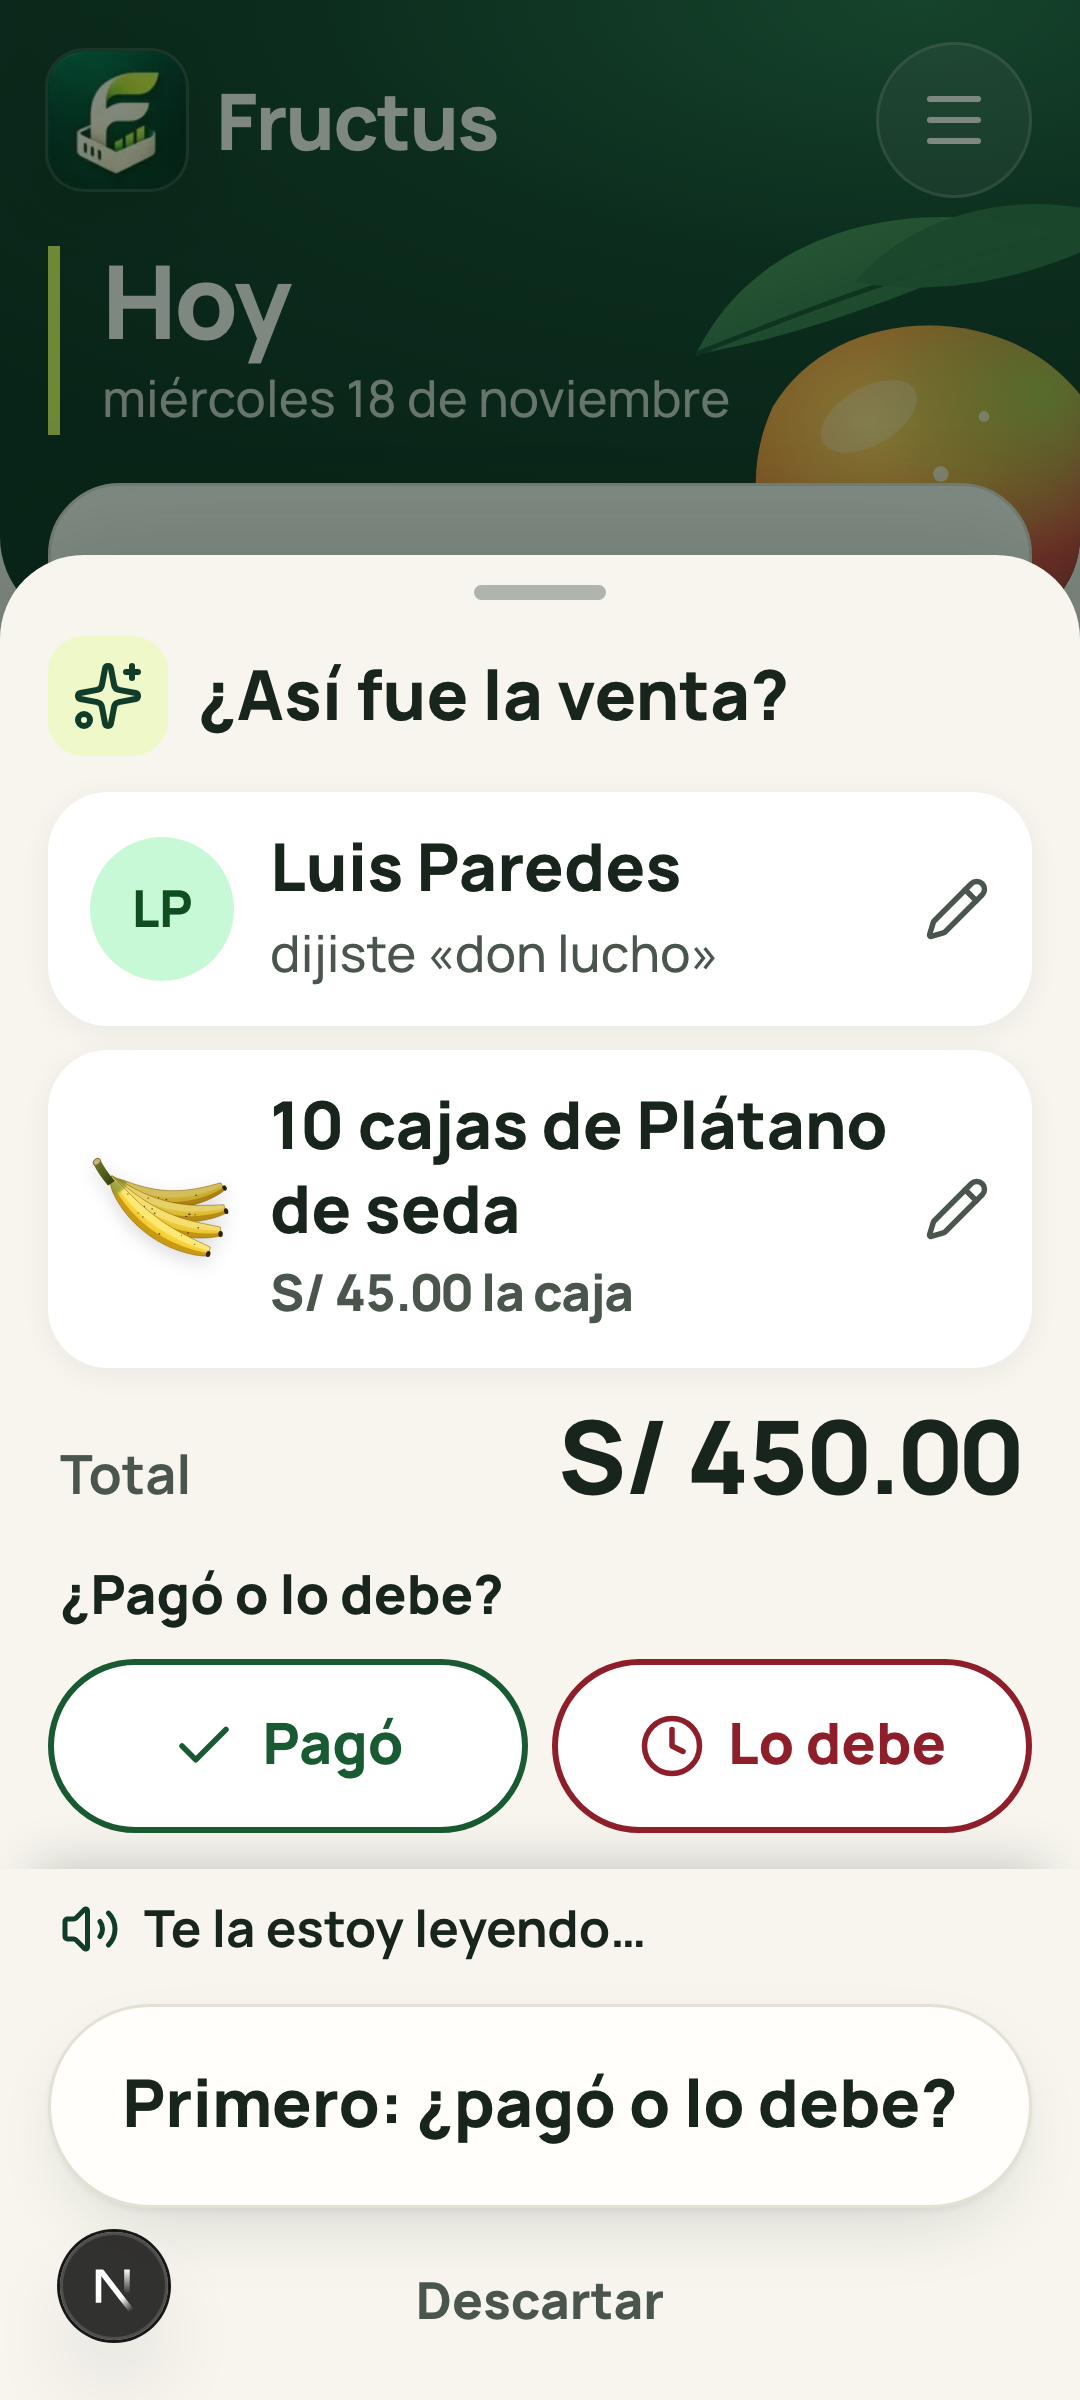 Fructus
Hoy
miércoles 18 de noviembre
¿Así fue la venta?
LP
Luis Paredes
dijiste «don lucho»
10 cajas de Plátano
de seda
S/ 45.00 la caja
Total
S/ 450.00
¿Pagó o lo debe?
Pagó
Lo debe
Te la estoy leyendo...
Primero: ¿pagó o lo debe?
N
Descartar